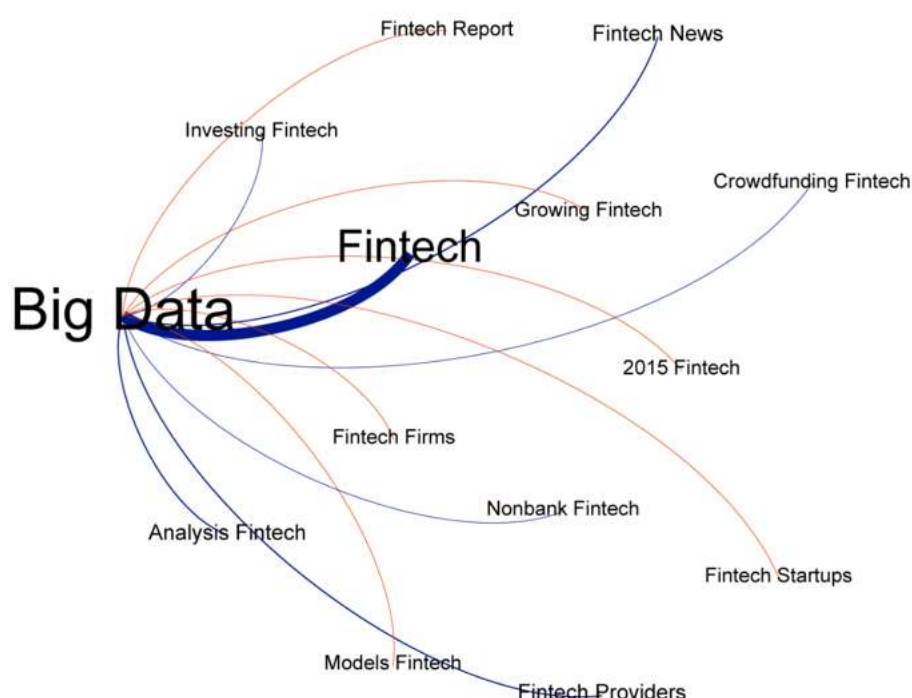 Fintech Report
Fintech News
Investing Fintech
Crowdfunding Fintech
Growing Fintech
Fintech
Big Data
2015 Fintech
Fintech Firms
Nonbank Fintech
Analysis Fintech
Fintech Startups
Models Fintech
Fintech Providers